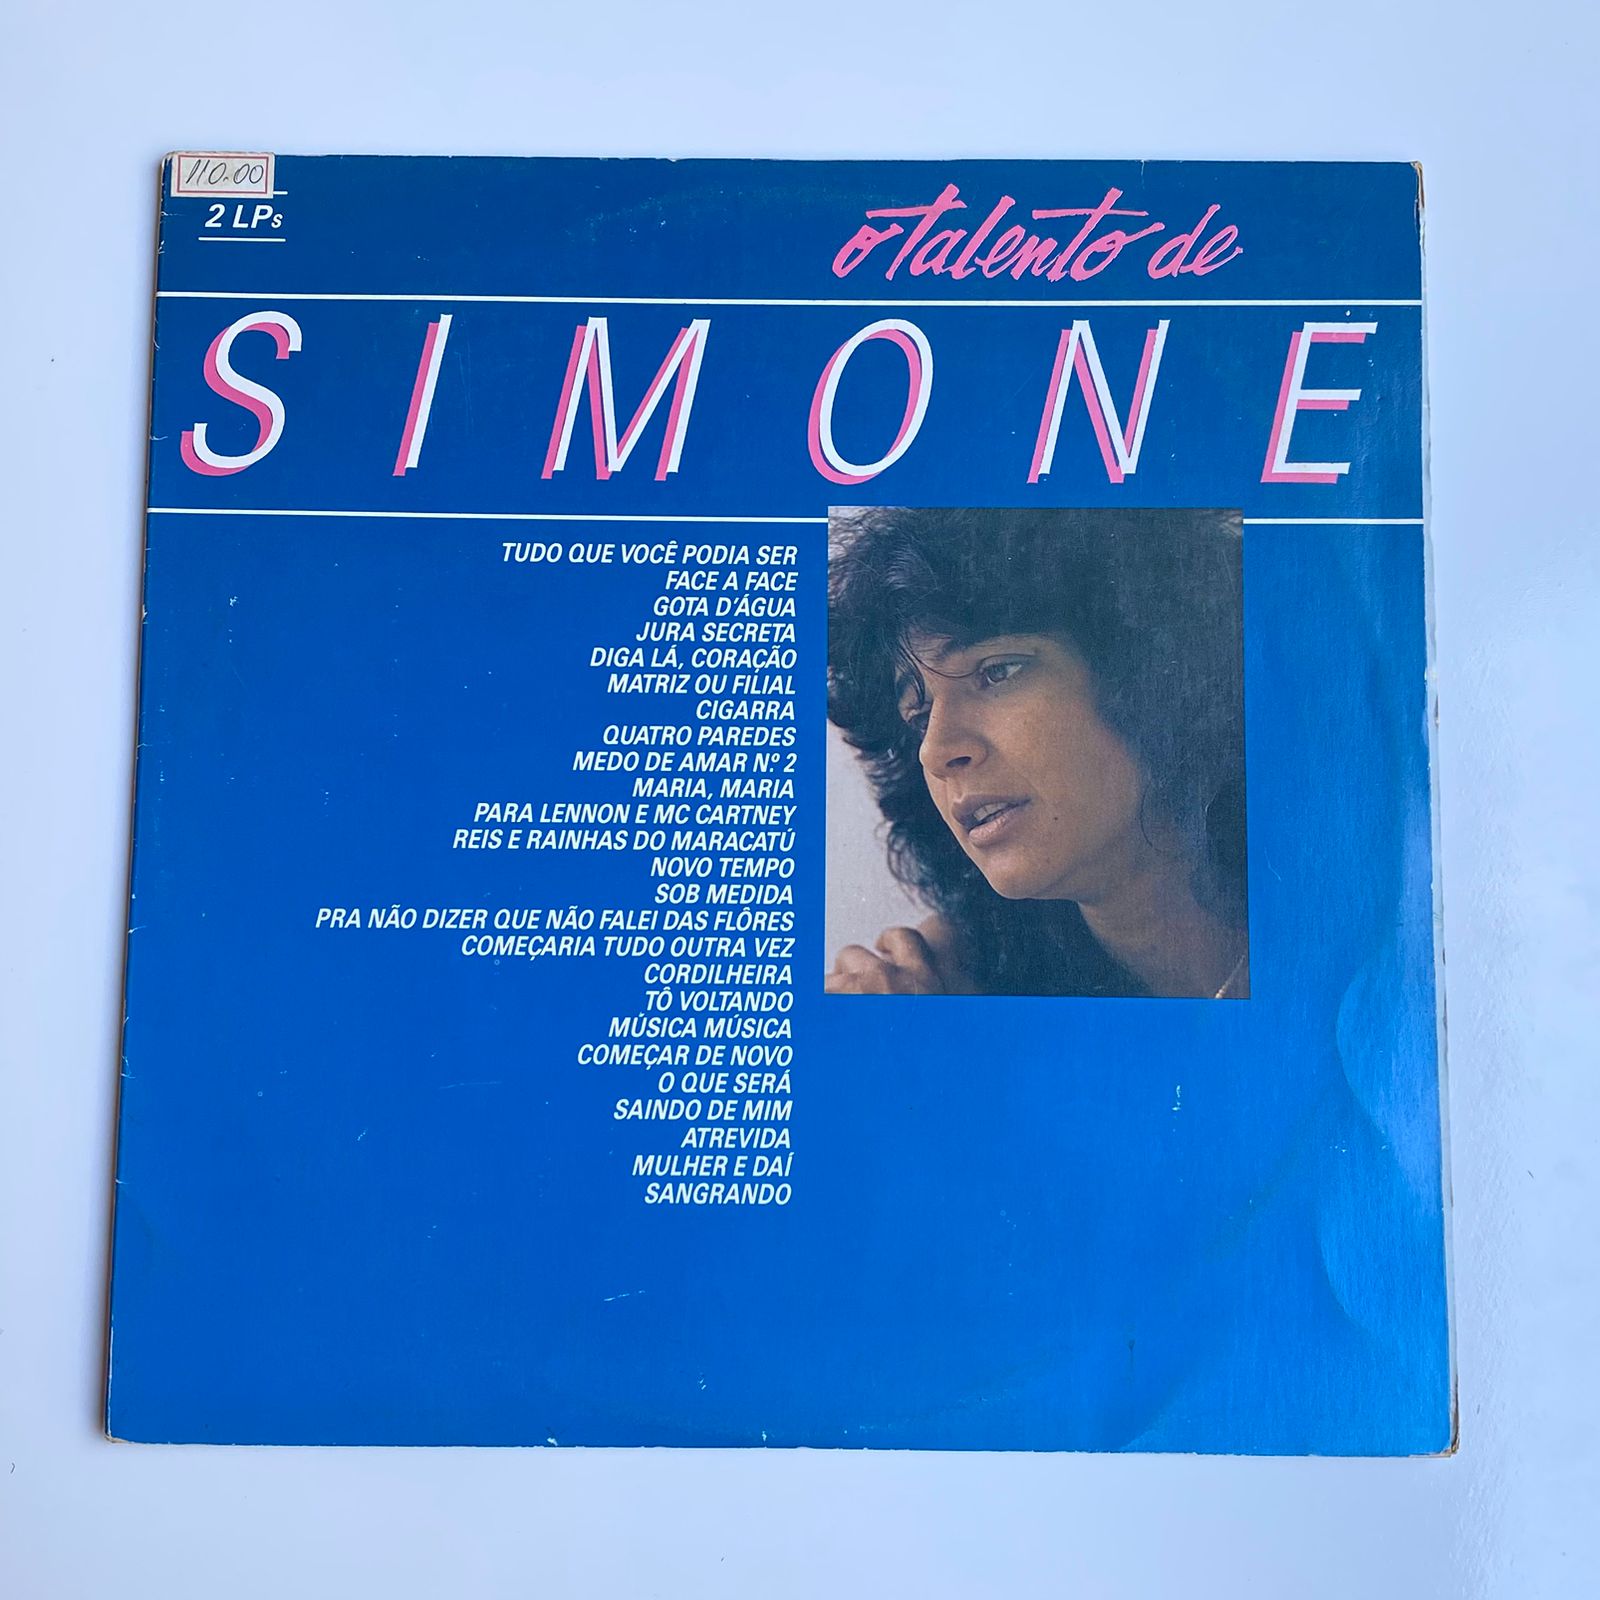 110.00
2 LPs
o talento de
SIMONE
TUDO QUE VOCÊ PODIA SER
FACE A FACE
GOTA D'ÁGUA
JURA SECRETA
DIGA LÁ, CORAÇÃO
MATRIZ OU FILIAL
CIGARRA
QUATRO PAREDES
MEDO DE AMAR N.º 2
MARIA, MARIA
PARA LENNON E MC CARTNEY
REIS E RAINHAS DO MARACATÚ
NOVO TEMPO
SOB MEDIDA
PRA NÃO DIZER QUE NÃO FALEI DAS FLÔRES
COMEÇARIA TUDO OUTRA VEZ
CORDILHEIRA
TÔ VOLTANDO
MÚSICA MÚSICA
COMEÇAR DE NOVO
O QUE SERÁ
SAINDO DE MIM
ATREVIDA
MULHER E DAÍ
SANGRANDO